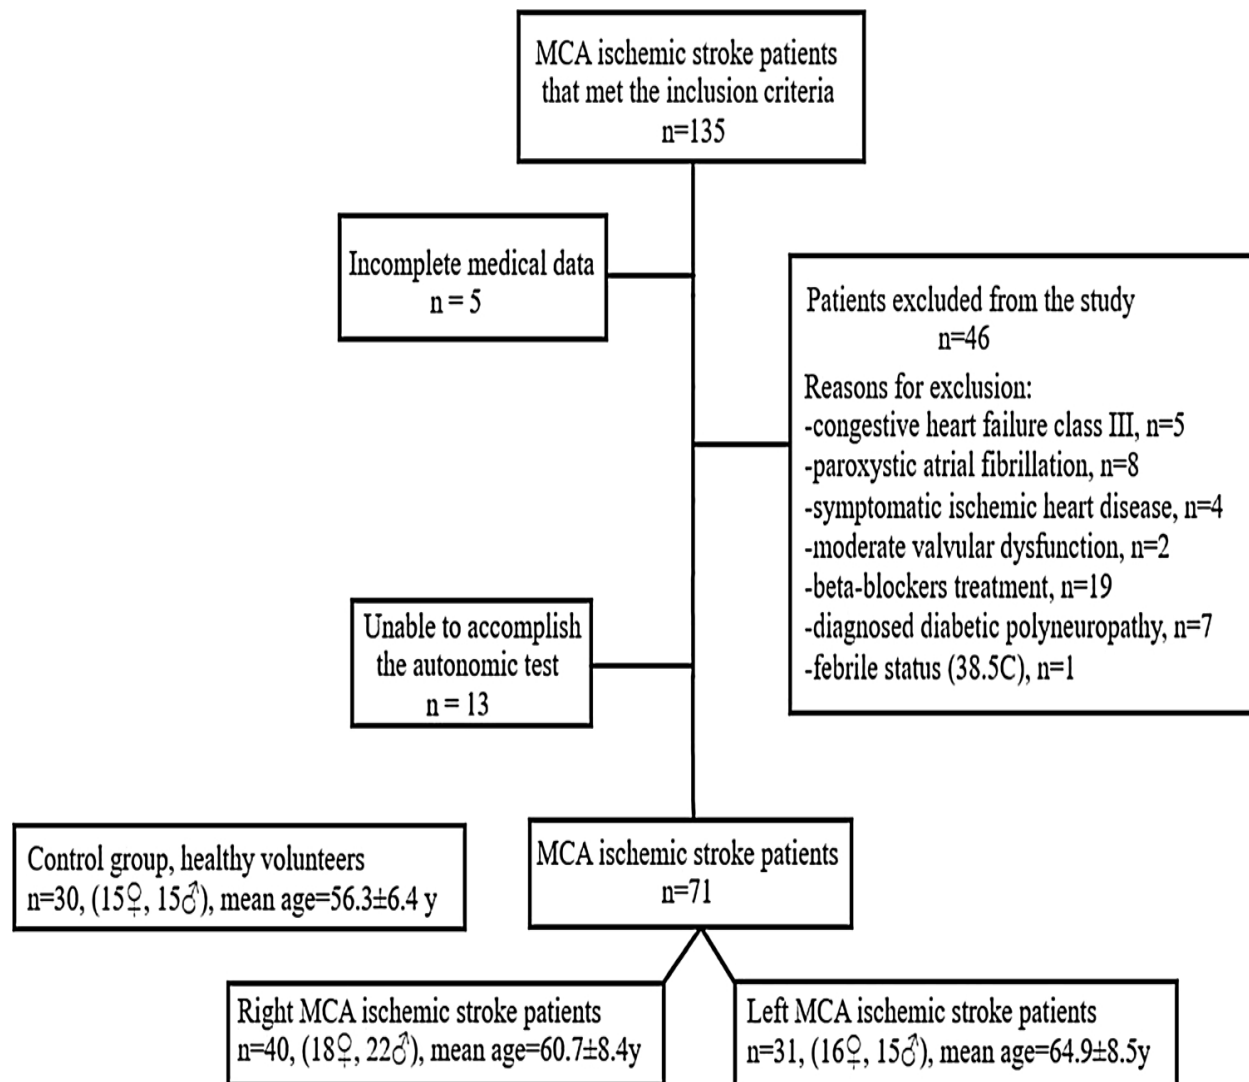 MCA ischemic stroke patients
that met the inclusion criteria
n=135
Incomplete medical data
n = 5
Patients excluded from the study
n=46
Reasons for exclusion:
-congestive heart failure class III, n=5
-paroxystic atrial fibrillation, n=8
-symptomatic ischemic heart disease, n=4
-moderate valvular dysfunction, n=2
-beta-blockers treatment, n=19
-diagnosed diabetic polyneuropathy, n=7
-febrile status (38.5C), n=1
Unable to accomplish
the autonomic test
n = 13
Control group, healthy volunteers
n=30, (15♀, 15♂), mean age=56.3±6.4 y
MCA ischemic stroke patients
n=71
Right MCA ischemic stroke patients
n=40, (18♀, 22♂), mean age=60.7±8.4y
Left MCA ischemic stroke patients
n=31, (16♀, 15♂), mean age=64.9±8.5y